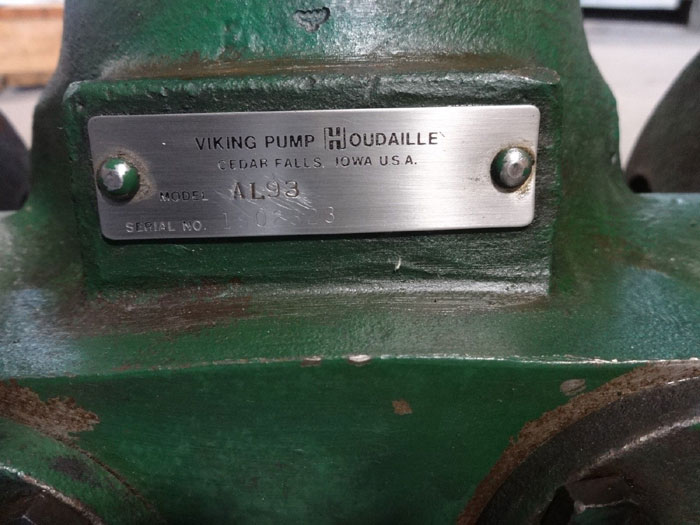 VIKING PUMP HOUDAILLE
CEDAR FALLS, IOWA U.S.A.
MODEL AL93
SERIAL NO.